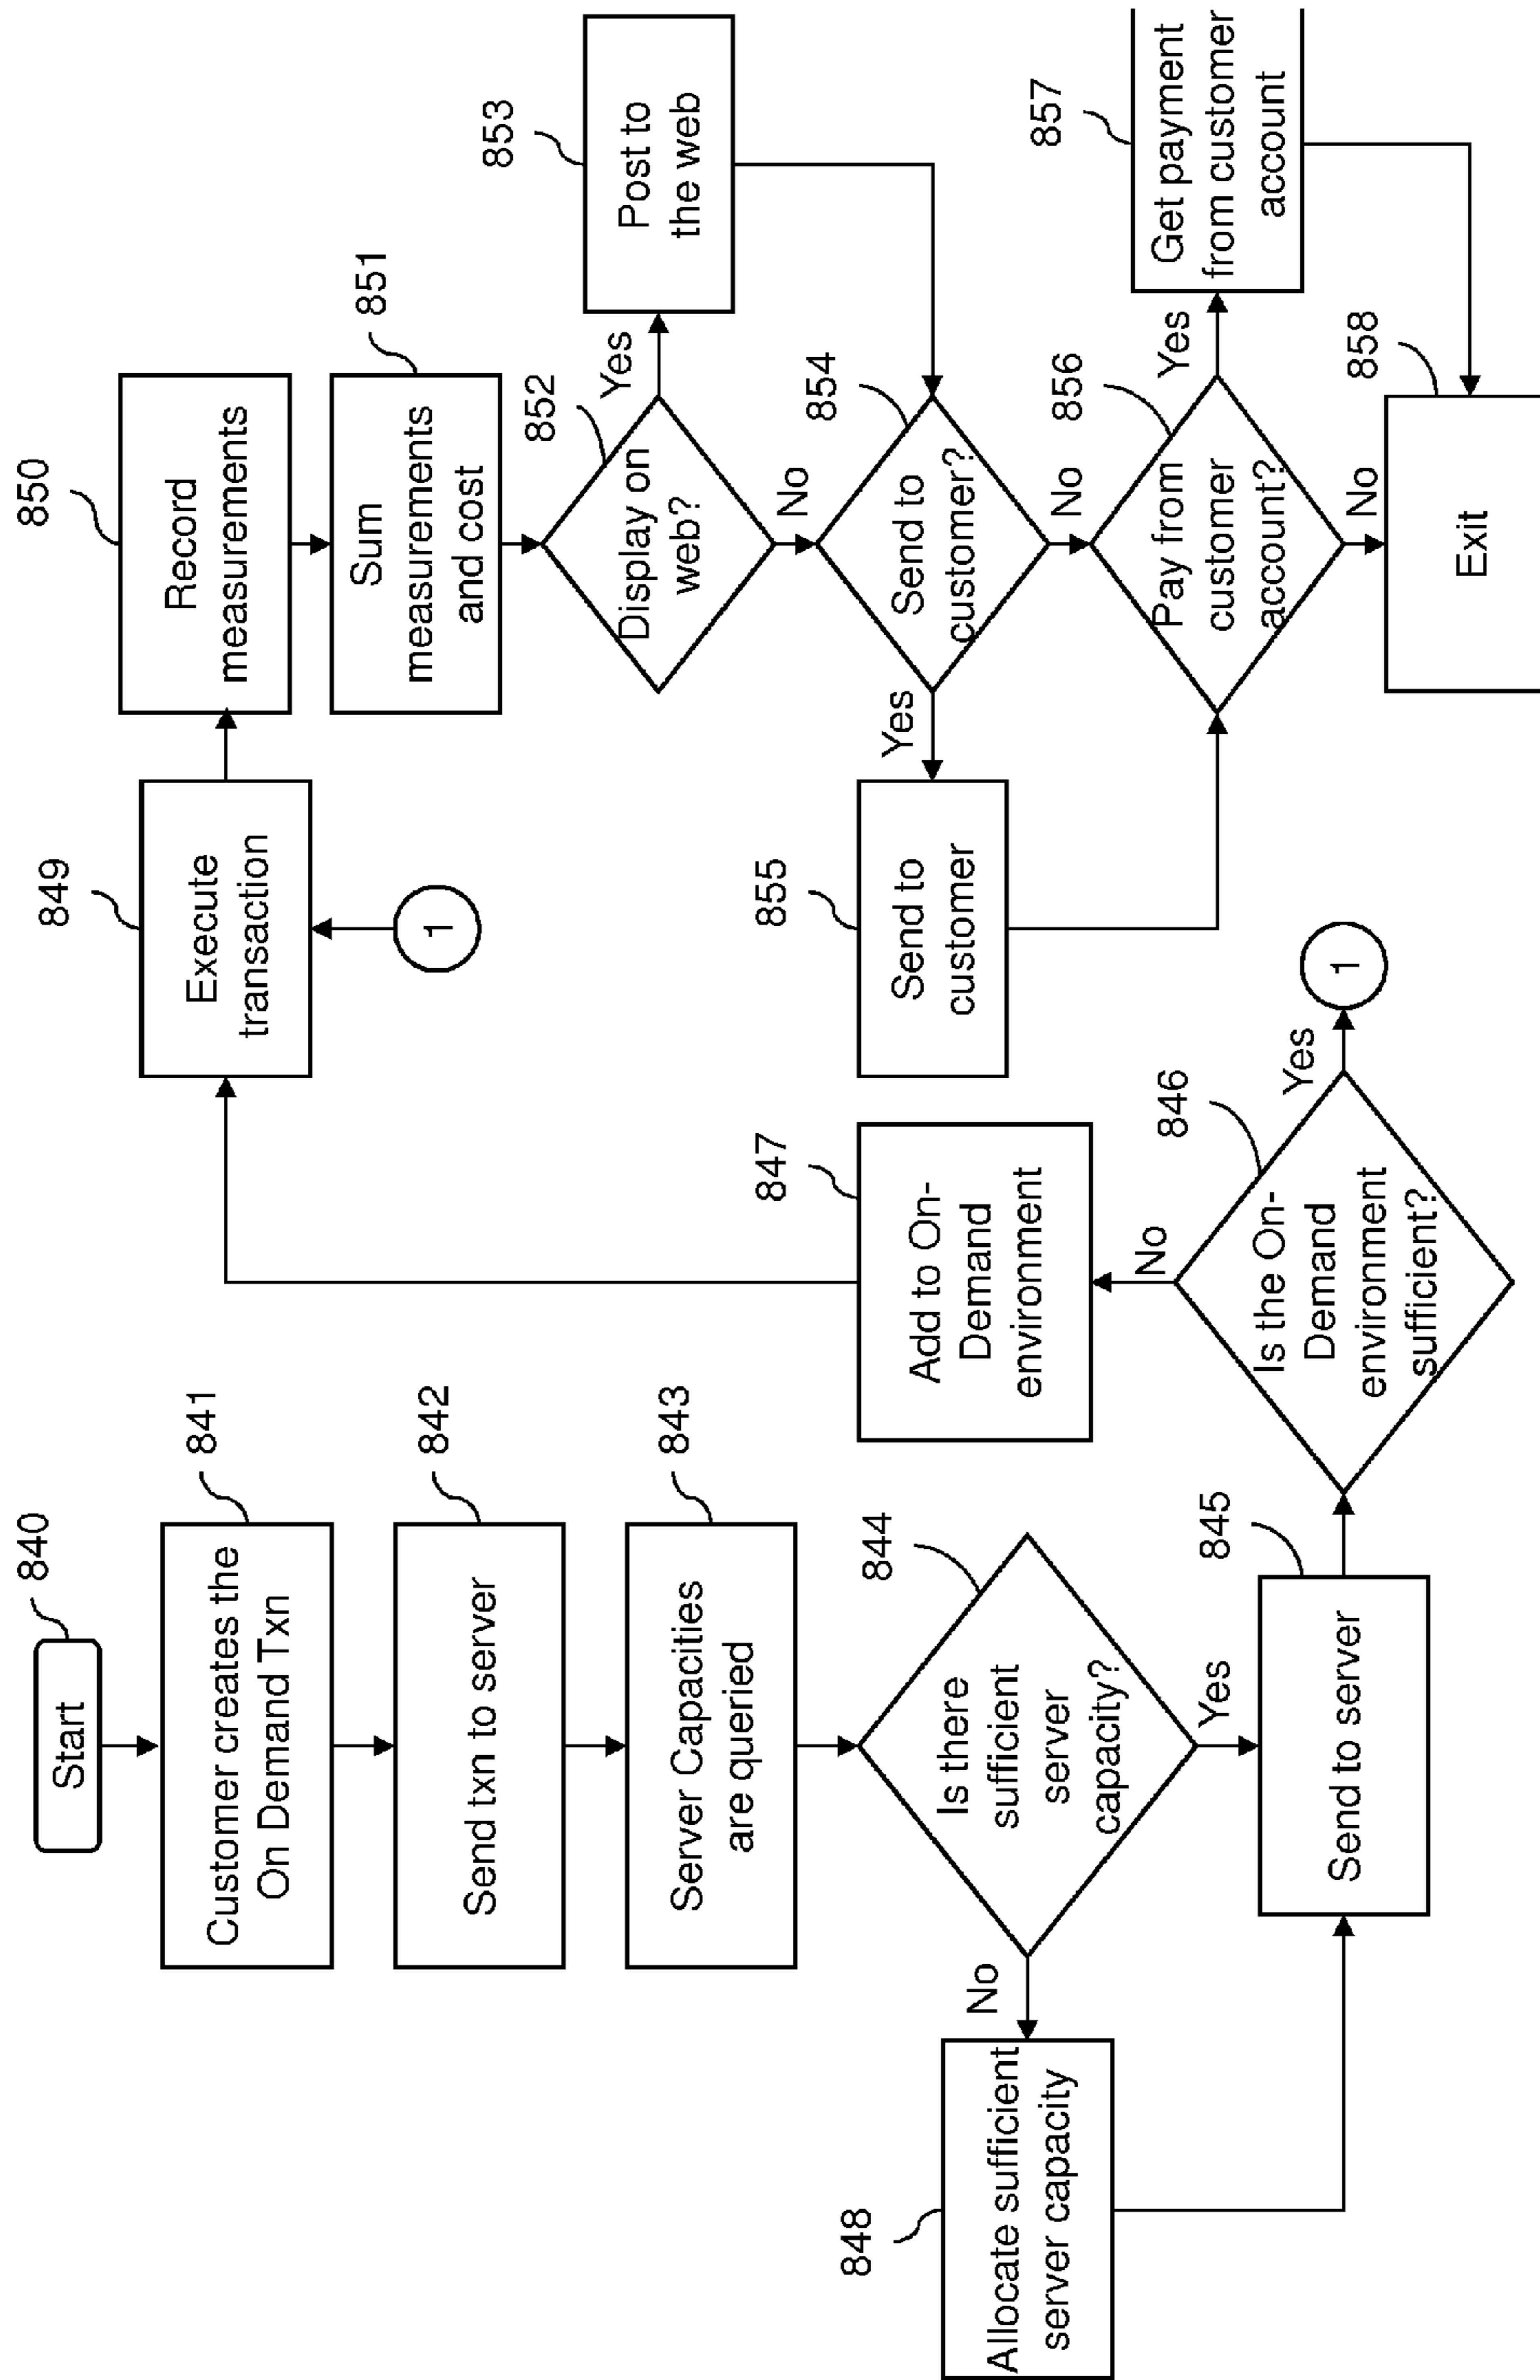 840
Start
841
Customer creates the
On Demand Txn
842
Send txn to server
843
Server Capacities
are queried
844
Is there
sufficient
server
capacity?
No
Yes
848
Allocate sufficient
server capacity
845
Send to server
846
Is the On-
Demand
environment
sufficient?
No
Yes
1
847
Add to On-
Demand
environment
849
Execute
transaction
1
850
Record
measurements
851
Sum
measurements
and cost
852
Display on
web?
Yes
No
853
Post to
the web
854
Send to
customer?
Yes
No
855
Send to
customer
856
Pay from
customer
account?
Yes
No
857
Get payment
from customer
account
858
Exit